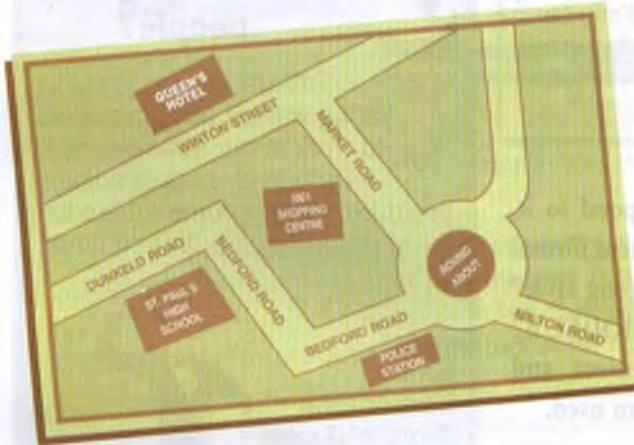 QUEEN'S
HOTEL
WINTON STREET
MARKET ROAD
SHOPPING
CENTRE
DUNKELD ROAD
BEDFORD ROAD
ST. PAUL'S
HIGH
SCHOOL
ROUND
ABOUT
BEDFORD ROAD
POLICE
STATION
MILTON ROAD
n used.